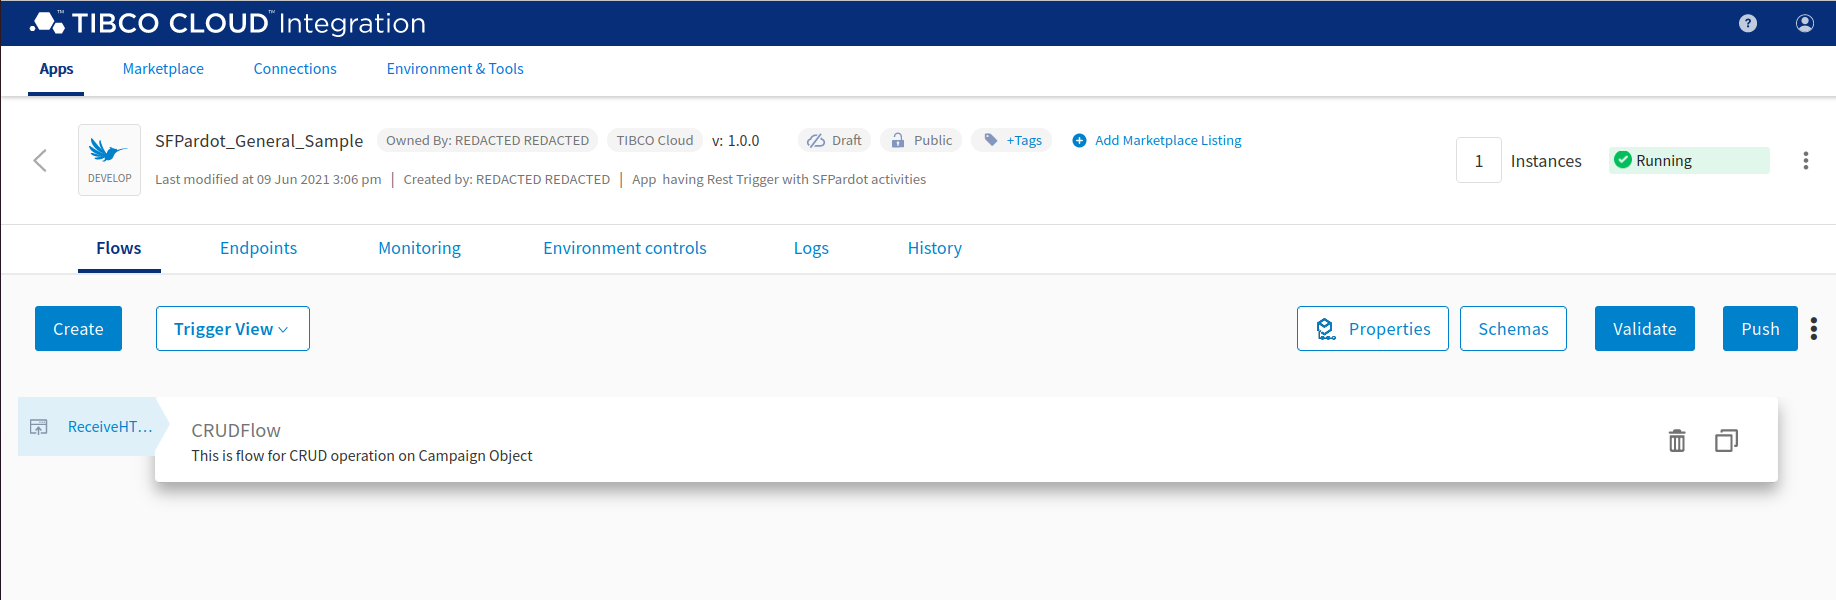 TIBCO CLOUD™ Integration
Apps Marketplace Connections Environment & Tools
DEVELOP
SFPardot_General_Sample Owned By: REDACTED REDACTED TIBCO Cloud v: 1.0.0 Draft Public +Tags Add Marketplace Listing
Last modified at 09 Jun 2021 3:06 pm | Created by: REDACTED REDACTED | App having Rest Trigger with SFPardot activities
1 Instances Running
Flows Endpoints Monitoring Environment controls Logs History
Create Trigger View Properties Schemas Validate Push
ReceiveHT...
CRUDFlow
This is flow for CRUD operation on Campaign Object